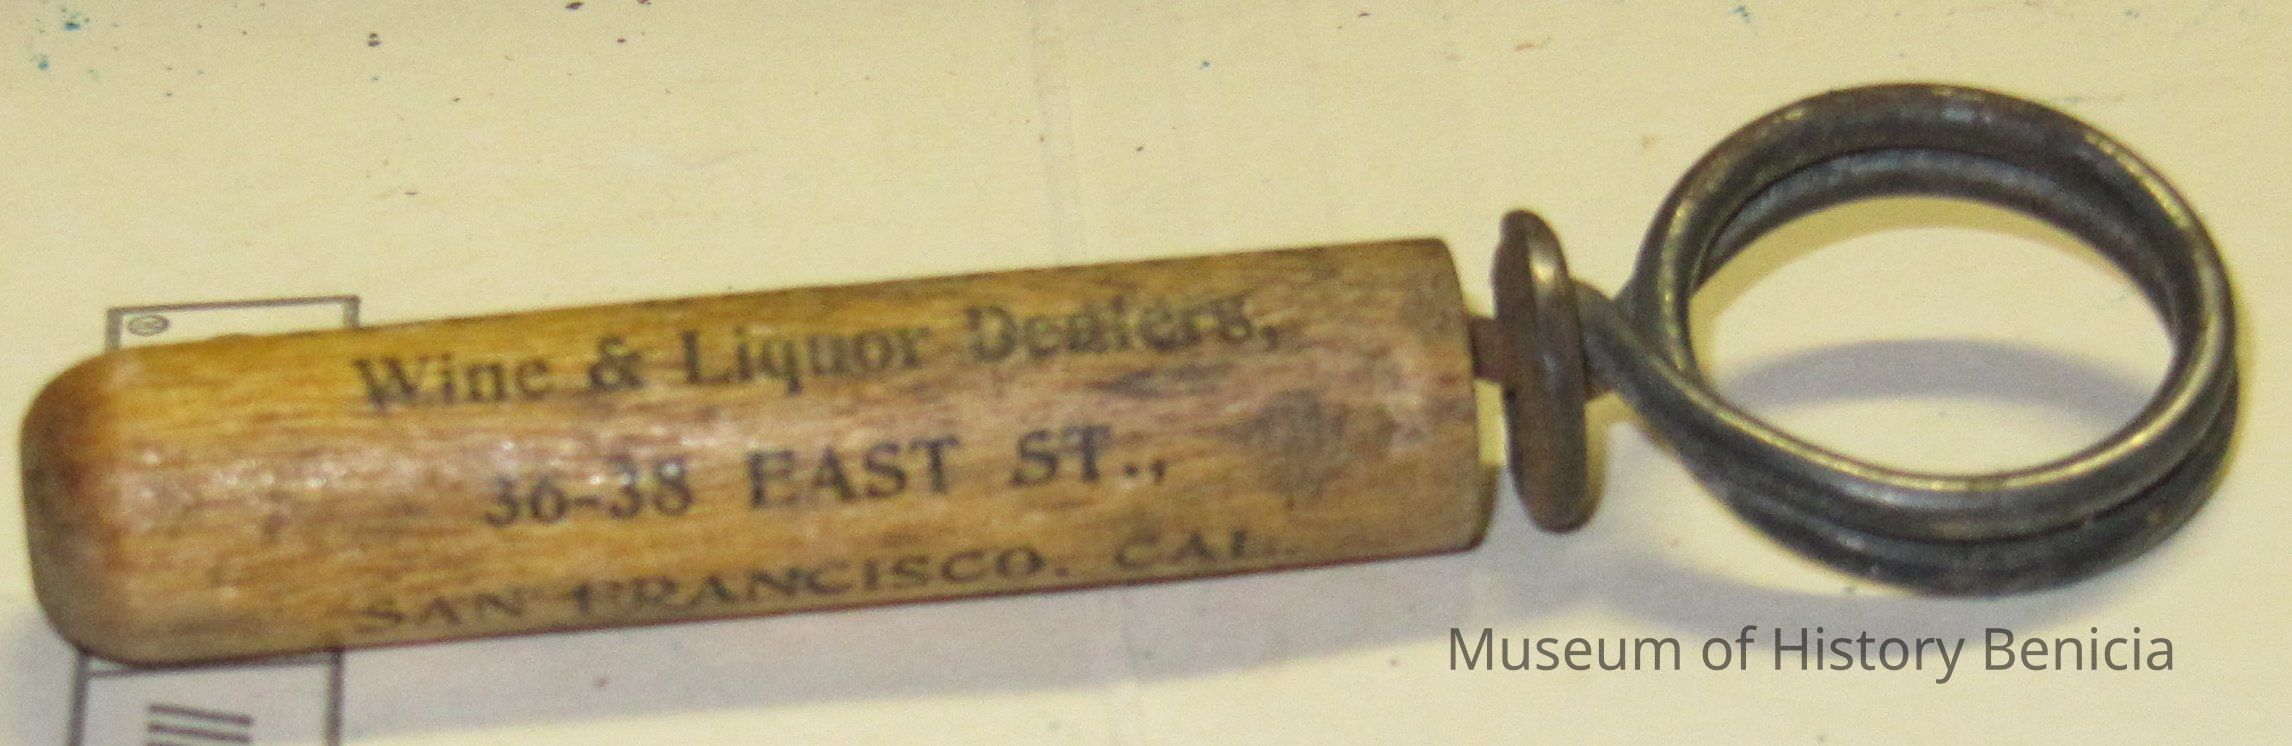 Wine & Liquor Dealers,
36-38 EAST ST.,
SAN FRANCISCO, CAL.
Museum of History Benicia